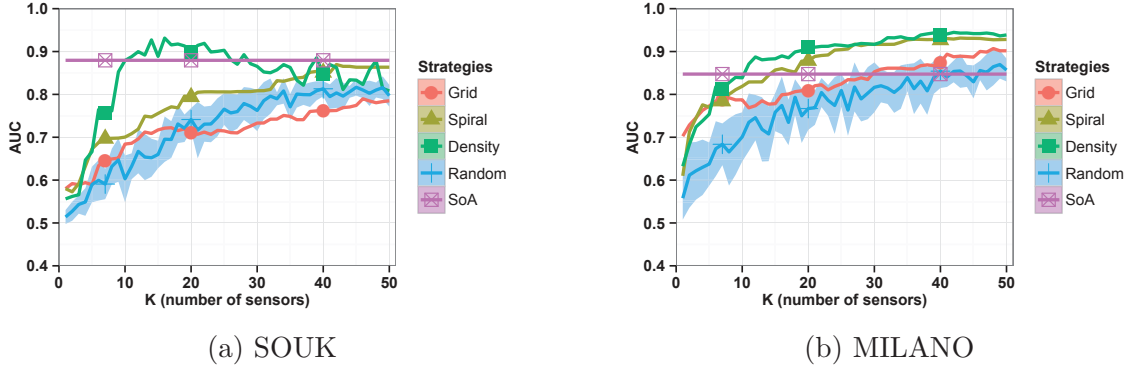 1.0
0.9
0.8
0.7
0.6
0.5
0.4
AUC
0 10 20 30 40 50
K (number of sensors)
Strategies
Grid
Spiral
Density
Random
SoA
(a) SOUK
1.0
0.9
0.8
0.7
0.6
0.5
0.4
AUC
0 10 20 30 40 50
K (number of sensors)
Strategies
Grid
Spiral
Density
Random
SoA
(b) MILANO